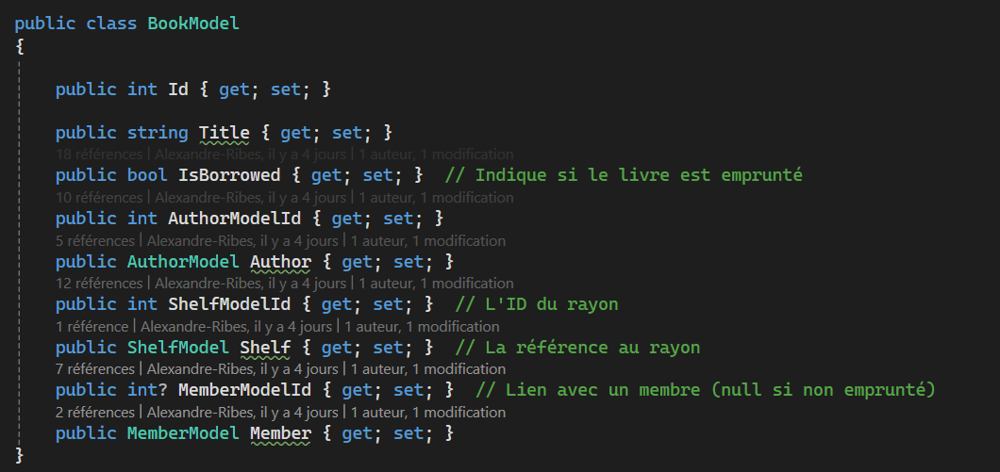 public class BookModel
{
public int Id { get; set; }
public string Title { get; set; }
18 références | Alexandre-Ribes, il y a 4 jours | 1 auteur, 1 modification
public bool IsBorrowed { get; set; }  // Indique si le livre est emprunté
10 références | Alexandre-Ribes, il y a 4 jours | 1 auteur, 1 modification
public int AuthorModelId { get; set; }
5 références | Alexandre-Ribes, il y a 4 jours | 1 auteur, 1 modification
public AuthorModel Author { get; set; }
12 références | Alexandre-Ribes, il y a 4 jours | 1 auteur, 1 modification
public int ShelfModelId { get; set; }  // L'ID du rayon
1 référence | Alexandre-Ribes, il y a 4 jours | 1 auteur, 1 modification
public ShelfModel Shelf { get; set; }  // La référence au rayon
7 références | Alexandre-Ribes, il y a 4 jours | 1 auteur, 1 modification
public int? MemberModelId { get; set; }  // Lien avec un membre (null si non emprunté)
2 références | Alexandre-Ribes, il y a 4 jours | 1 auteur, 1 modification
public MemberModel Member { get; set; }
}